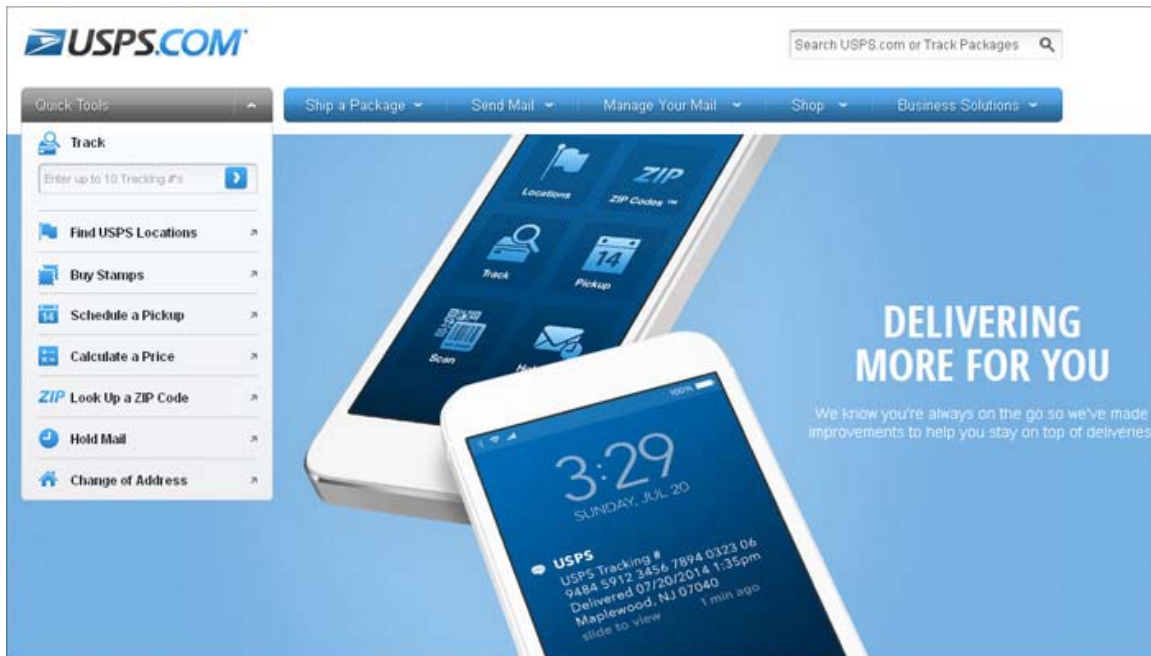 USPS.COM
Search USPS.com or Track Packages
Quick Tools
Ship a Package
Send Mail
Manage Your Mail
Shop
Business Solutions
Track
Enter up to 10 Tracking #'s
Find USPS Locations
Buy Stamps
14
Schedule a Pickup
Calculate a Price
ZIP Look Up a ZIP Code
Hold Mail
Change of Address
Locations
ZIP
ZIP Codes ™
Track
14
Pickup
Scan
100%
3:29
SUNDAY, JUL 20
USPS
USPS Tracking #
9484 5912 3456 7894 0323 06
Delivered 07/20/2014 1:35pm
Maplewood, NJ 07040
1 min ago
slide to view
DELIVERING
MORE FOR YOU
We know you're always on the go so we've made
improvements to help you stay on top of deliveries